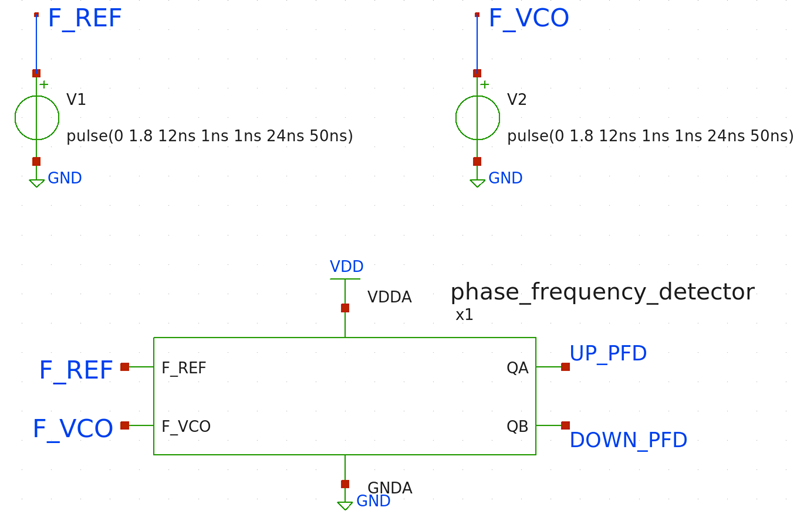 F_REF
F_VCO
+
+
V1
V2
pulse(0 1.8 12ns 1ns 1ns 24ns 50ns)
pulse(0 1.8 12ns 1ns 1ns 24ns 50ns)
GND
GND
VDD
VDDA
phase_frequency_detector
x1
F_REF
F_REF
QA
UP_PFD
F_VCO
F_VCO
QB
DOWN_PFD
GNDA
GND